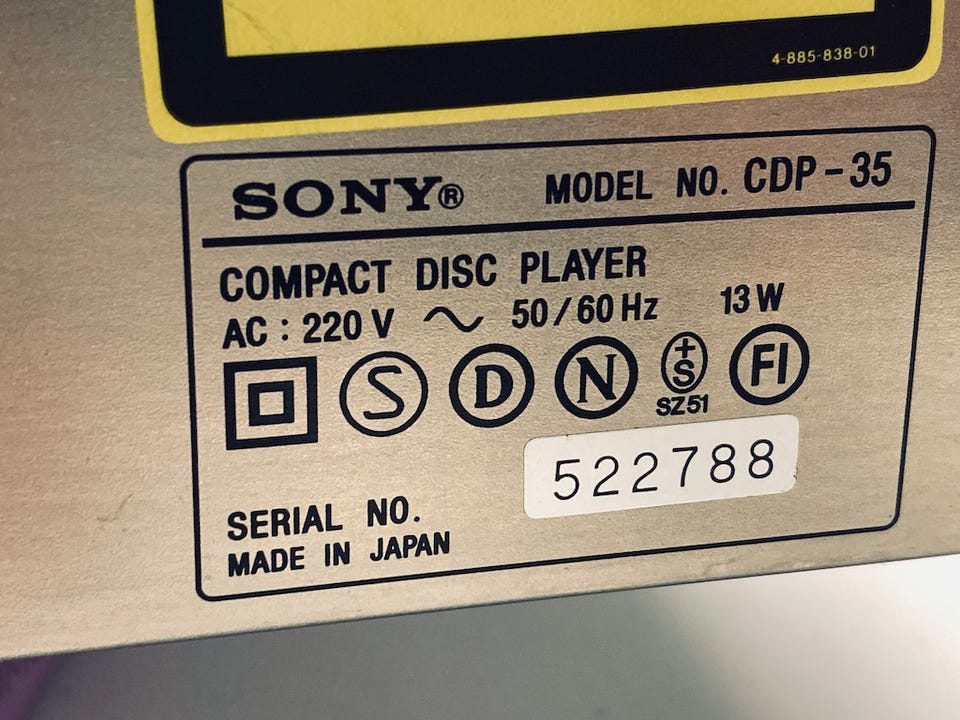 4-885-838-01
SONY® MODEL NO. CDP-35
COMPACT DISC PLAYER
AC : 220 V ~ 50/60 Hz 13 W
S D N +S FI
SZ51
522788
SERIAL NO.
MADE IN JAPAN